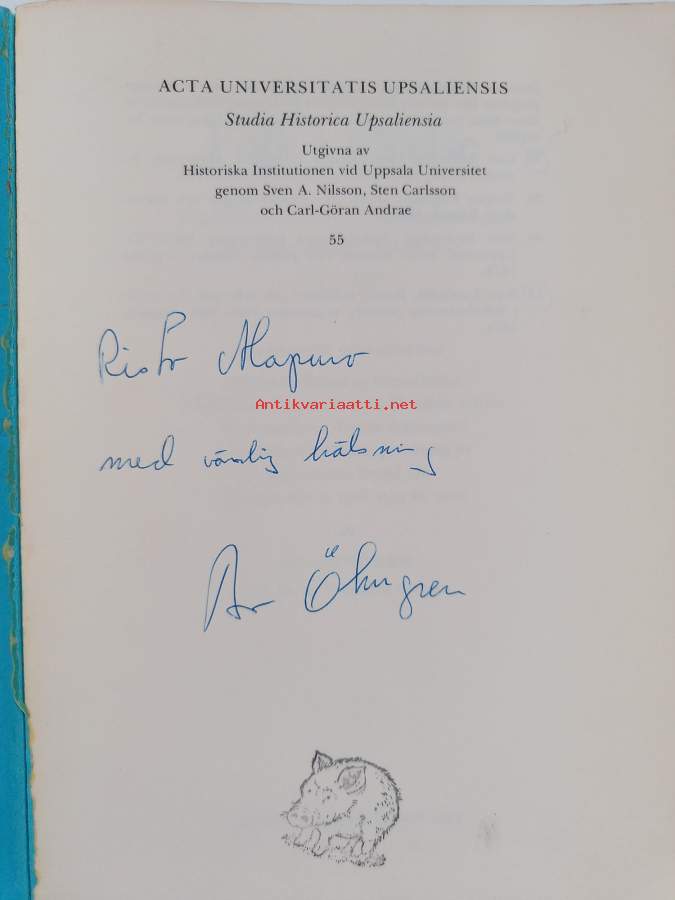 ACTA UNIVERSITATIS UPSALIENSIS
Studia Historica Upsaliensia
Utgivna av
Historiska Institutionen vid Uppsala Universitet
genom Sven A. Nilsson, Sten Carlsson
och Carl-Göran Andrae
55
Risto Alapuro
Antikvariaatti.net
med vänlig hälsning
Öhngren